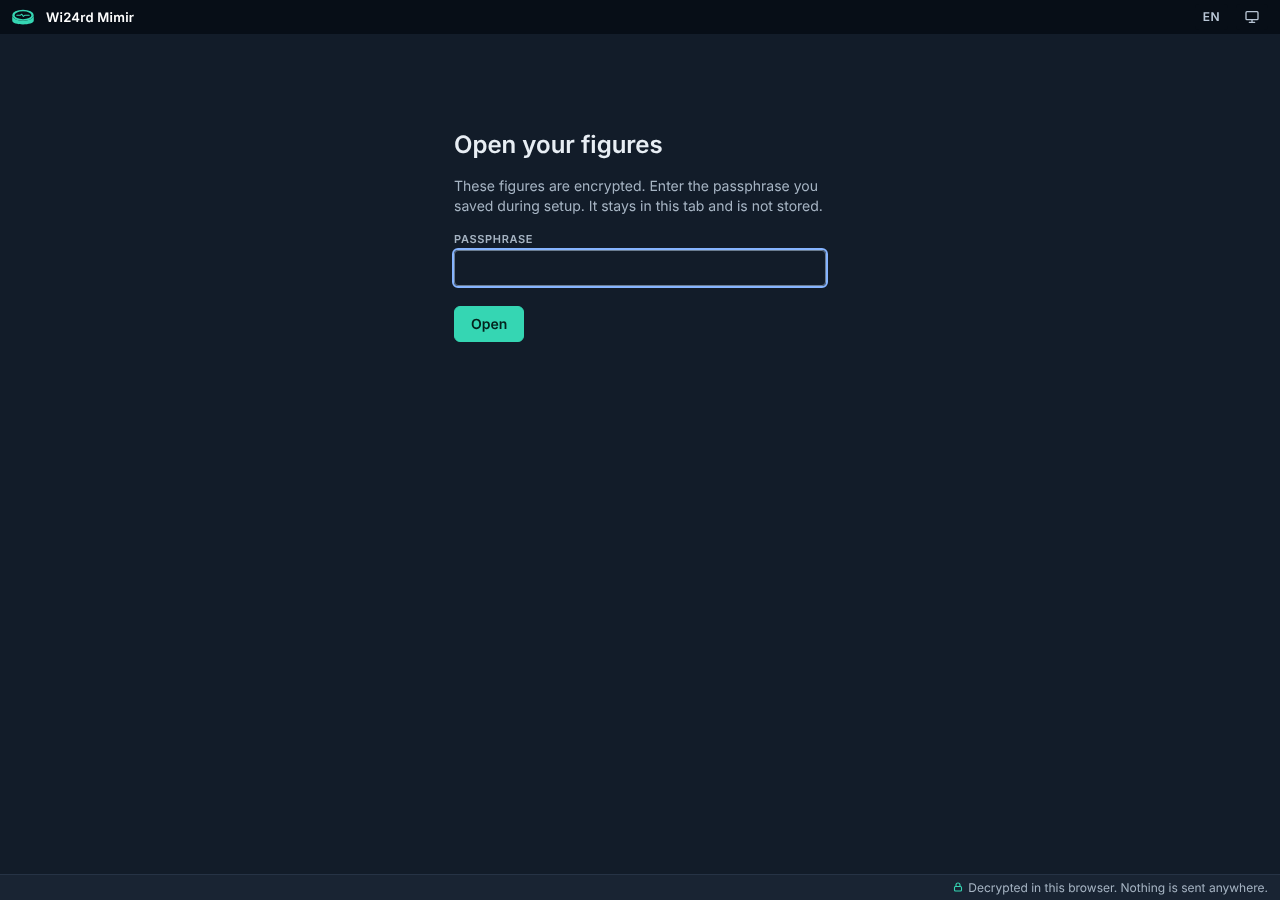 Wi24rd Mimir
EN
Open your figures
These figures are encrypted. Enter the passphrase you
saved during setup. It stays in this tab and is not stored.
PASSPHRASE
Open
Decrypted in this browser. Nothing is sent anywhere.